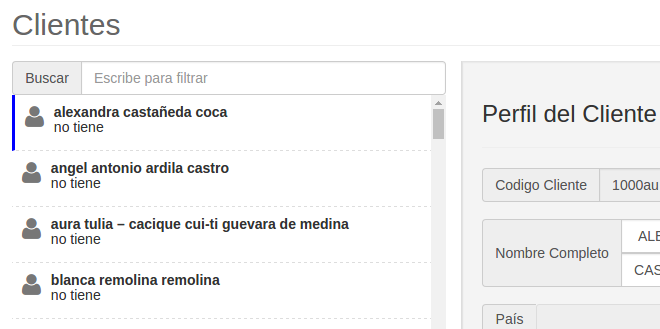 Clientes
Buscar Escribe para filtrar
alexandra castañeda coca
no tiene
angel antonio ardila castro
no tiene
aura tulia – cacique cui-ti guevara de medina
no tiene
blanca remolina remolina
no tiene
Perfil del Cliente
Codigo Cliente 1000au
Nombre Completo
ALE
CAS
País